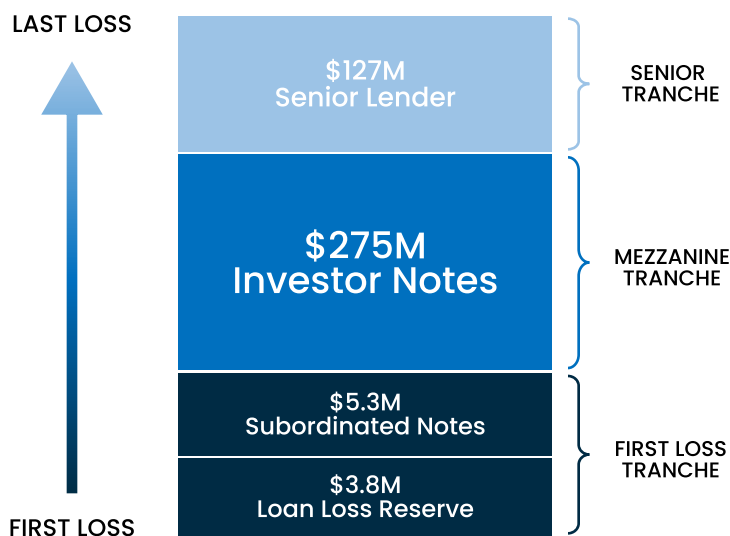 LAST LOSS
$127M
Senior Lender
SENIOR
TRANCHE
$275M
Investor Notes
MEZZANINE
TRANCHE
$5.3M
Subordinated Notes
$3.8M
Loan Loss Reserve
FIRST LOSS
TRANCHE
FIRST LOSS